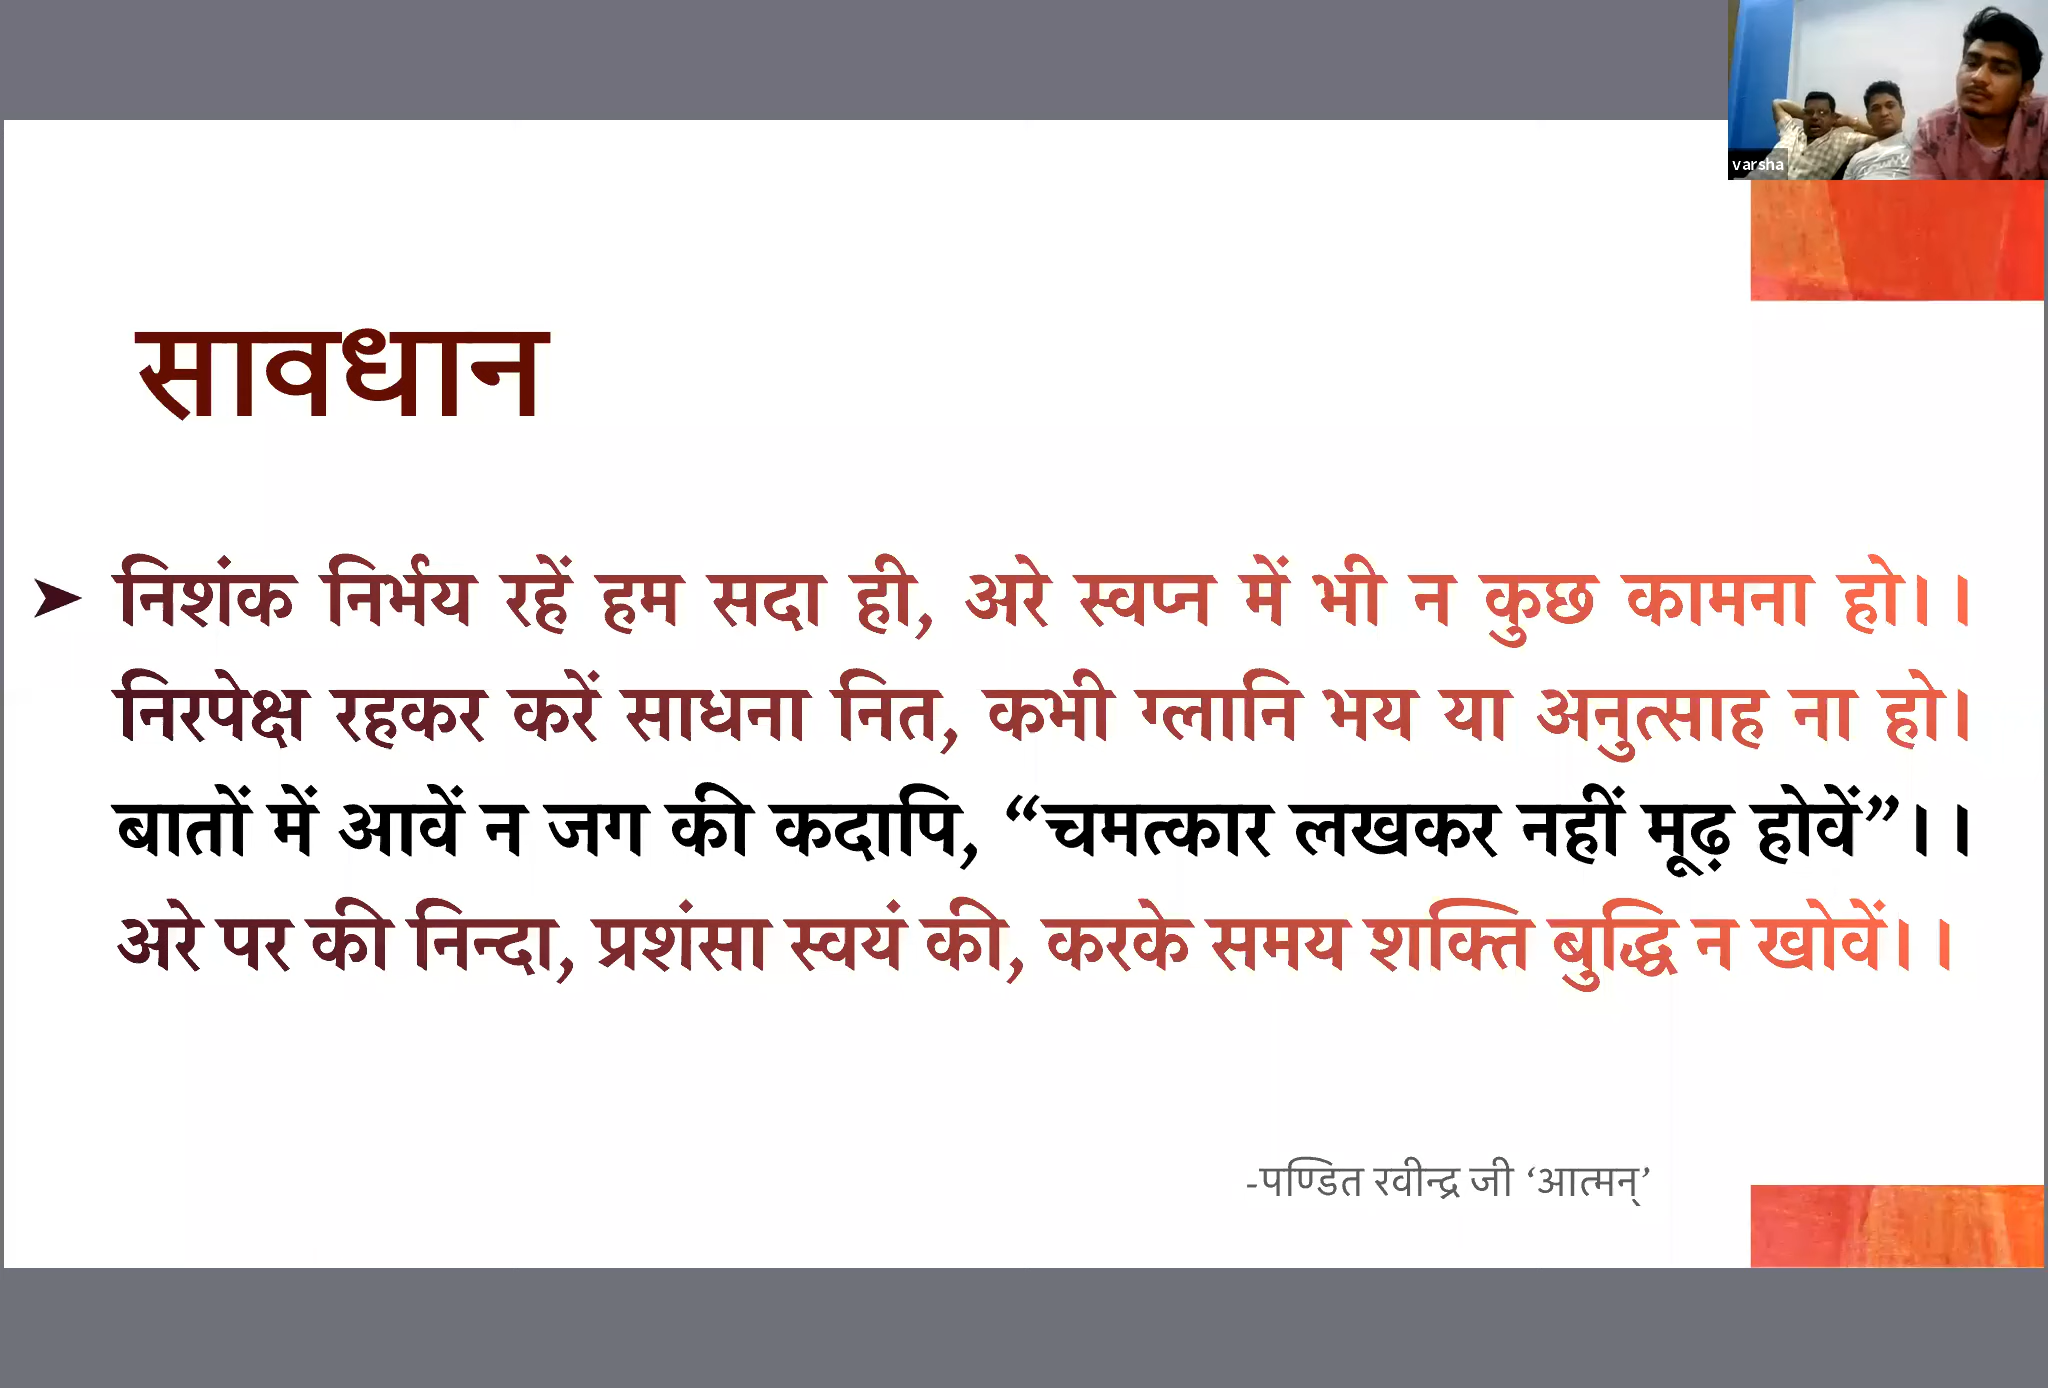 varsha
सावधान
➤ निशंक निर्भय रहें हम सदा ही, अरे स्वप्न में भी न कुछ कामना हो।।
निरपेक्ष रहकर करें साधना नित, कभी ग्लानि भय या अनुत्साह ना हो।
बातों में आवें न जग की कदापि, “चमत्कार लखकर नहीं मूढ़ होवें”।।
अरे पर की निन्दा, प्रशंसा स्वयं की, करके समय शक्ति बुद्धि न खोवें।।
-पण्डित रवीन्द्र जी ‘आत्मन्’